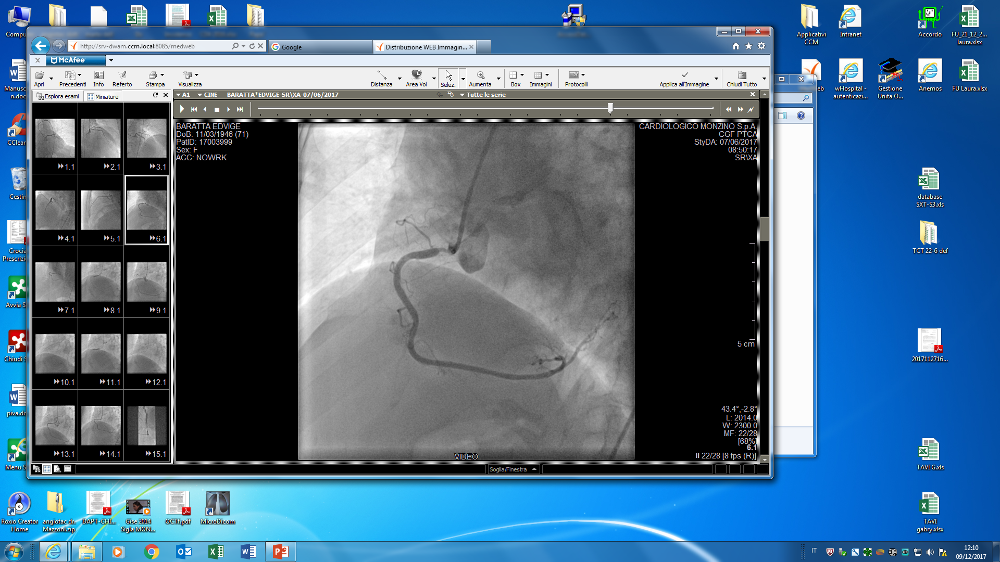 Applicativi
CCM
Intranet
Accordo
FU_21_12_2...
laura.xlsx
http://srv-dwam.ccm.local:8085/medweb
Google
Distribuzione WEB Immagin...
McAfee
Apri
Precedenti
Info
Referto
Stampa
Visualizza
Distanza
Area Vol
Selez.
Aumenta
Box
Immagini
Protocolli
Applica all'Immagine
Chiudi Tutto
Esplora esami
Miniature
A1
CINE
BARATTA*EDVIGE-SR\XA-07/06/2017
Tutte le serie
wHospital -
autenticazi...
Gestione
Unita O...
Anemos
FU Laura.xlsx
BARATTA EDVIGE
DoB: 11/03/1946 (71)
PatID: 17003999
Sex: F
ACC: NOWRK
CARDIOLOGICO MONZINO S.p.A.
CGF PTCA
StyDA: 07/06/2017
08:50:17
SR\XA
1.1
2.1
3.1
4.1
5.1
6.1
7.1
8.1
9.1
10.1
11.1
12.1
13.1
14.1
15.1
5 cm
43.4°,-2.8°
L: 2014.0
W: 2300.0
MF: 22/28
[68%]
6.1
22/28 [8 fps (R)]
VIDEO
Soglia/Finestra
Compu
Manusc
n.doc
CClean
Cestin
Crocia
Prescrizi
Avvia S
Chiudi S
piva.do
Menu S
database
SXT-S3.xls
TCT 22-6 def
2017112716...
TAVI G.xls
TAVI
gabry.xlsx
Roxio Creator
Home
angiotac dr.
Mazzoni.zip
DAPT-CHI...
Gise 2014
Sigla MON...
OCTf.pdf
MicroDicom
IT
12:10
09/12/2017